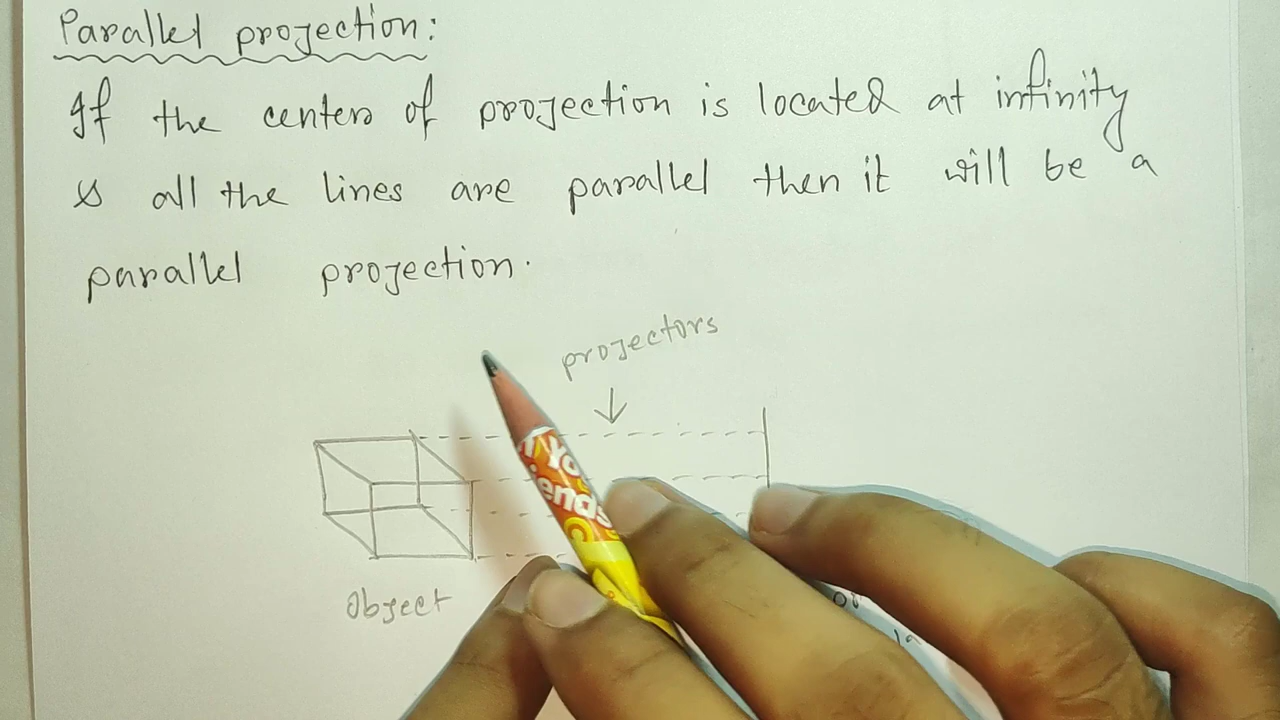 Parallel projection:
If the center of projection is located at infinity
& all the lines are parallel then it will be a
parallel projection.
projectors
object